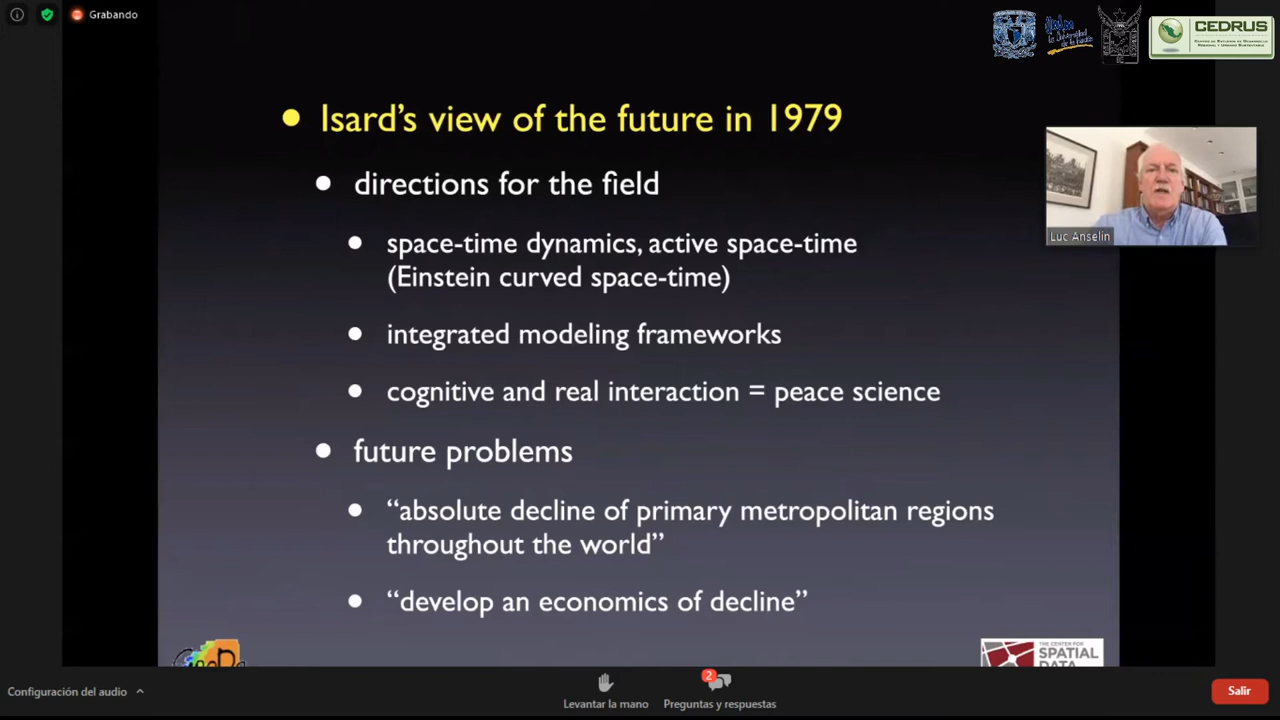 Grabando
CEDRUS
Isard's view of the future in 1979
directions for the field
space-time dynamics, active space-time
(Einstein curved space-time)
Luc Anselin
integrated modeling frameworks
cognitive and real interaction = peace science
future problems
“absolute decline of primary metropolitan regions
throughout the world”
“develop an economics of decline”
THE CENTER FOR
SPATIAL
DATA
Configuración del audio
Levantar la mano
2
Preguntas y respuestas
Salir